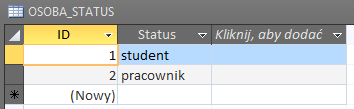 OSOBA_STATUS
ID Status Kliknij, aby dodać
1 student
2 pracownik
(Nowy)